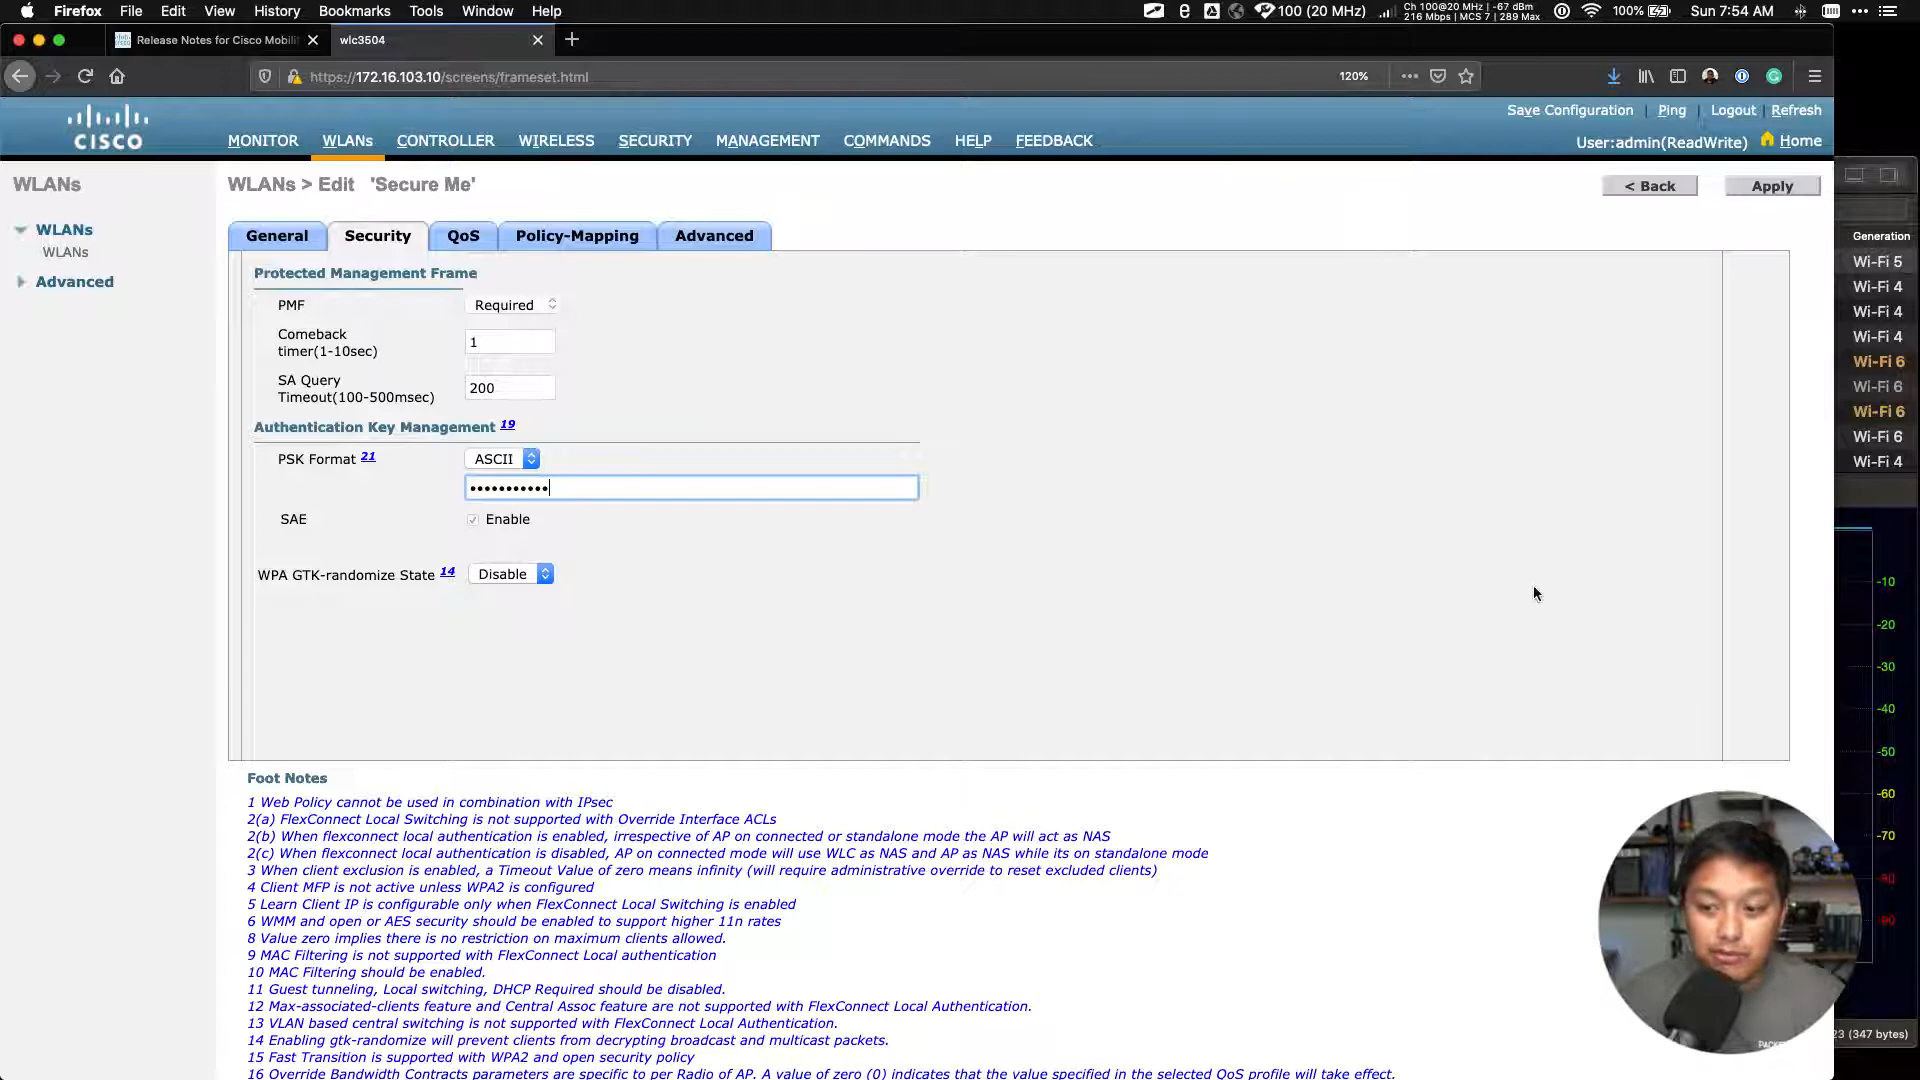 Firefox File Edit View History Bookmarks Tools Window Help
100 (20 MHz) Ch 100@20 MHz | -67 dBm 100% Sun 7:54 AM
216 Mbps | MCS 7 | 289 Max
Release Notes for Cisco Mobili
wlc3504
https://172.16.103.10/screens/frameset.html 120%
Save Configuration | Ping | Logout | Refresh
CISCO
MONITOR WLANs CONTROLLER WIRELESS SECURITY MANAGEMENT COMMANDS HELP FEEDBACK
User:admin(ReadWrite) Home
WLANs
WLANs
WLANs
Advanced
WLANs > Edit 'Secure Me'
< Back Apply
General Security QoS Policy-Mapping Advanced
Protected Management Frame
PMF Required
Comeback
timer(1-10sec) 1
SA Query
Timeout(100-500msec) 200
Authentication Key Management 19
PSK Format 21 ASCII
•••••••••••
SAE Enable
WPA GTK-randomize State 14 Disable
Foot Notes
1 Web Policy cannot be used in combination with IPsec
2(a) FlexConnect Local Switching is not supported with Override Interface ACLs
2(b) When flexconnect local authentication is enabled, irrespective of AP on connected or standalone mode the AP will act as NAS
2(c) When flexconnect local authentication is disabled, AP on connected mode will use WLC as NAS and AP as NAS while its on standalone mode
3 When client exclusion is enabled, a Timeout Value of zero means infinity (will require administrative override to reset excluded clients)
4 Client MFP is not active unless WPA2 is configured
5 Learn Client IP is configurable only when FlexConnect Local Switching is enabled
6 WMM and open or AES security should be enabled to support higher 11n rates
8 Value zero implies there is no restriction on maximum clients allowed.
9 MAC Filtering is not supported with FlexConnect Local authentication
10 MAC Filtering should be enabled.
11 Guest tunneling, Local switching, DHCP Required should be disabled.
12 Max-associated-clients feature and Central Assoc feature are not supported with FlexConnect Local Authentication.
13 VLAN based central switching is not supported with FlexConnect Local Authentication.
14 Enabling gtk-randomize will prevent clients from decrypting broadcast and multicast packets.
15 Fast Transition is supported with WPA2 and open security policy
16 Override Bandwidth Contracts parameters are specific to per Radio of AP. A value of zero (0) indicates that the value specified in the selected QoS profile will take effect.
Generation
Wi-Fi 5
Wi-Fi 4
Wi-Fi 4
Wi-Fi 4
Wi-Fi 6
Wi-Fi 6
Wi-Fi 6
Wi-Fi 6
Wi-Fi 4
-10
-20
-30
-40
-50
-60
-70
23 (347 bytes)